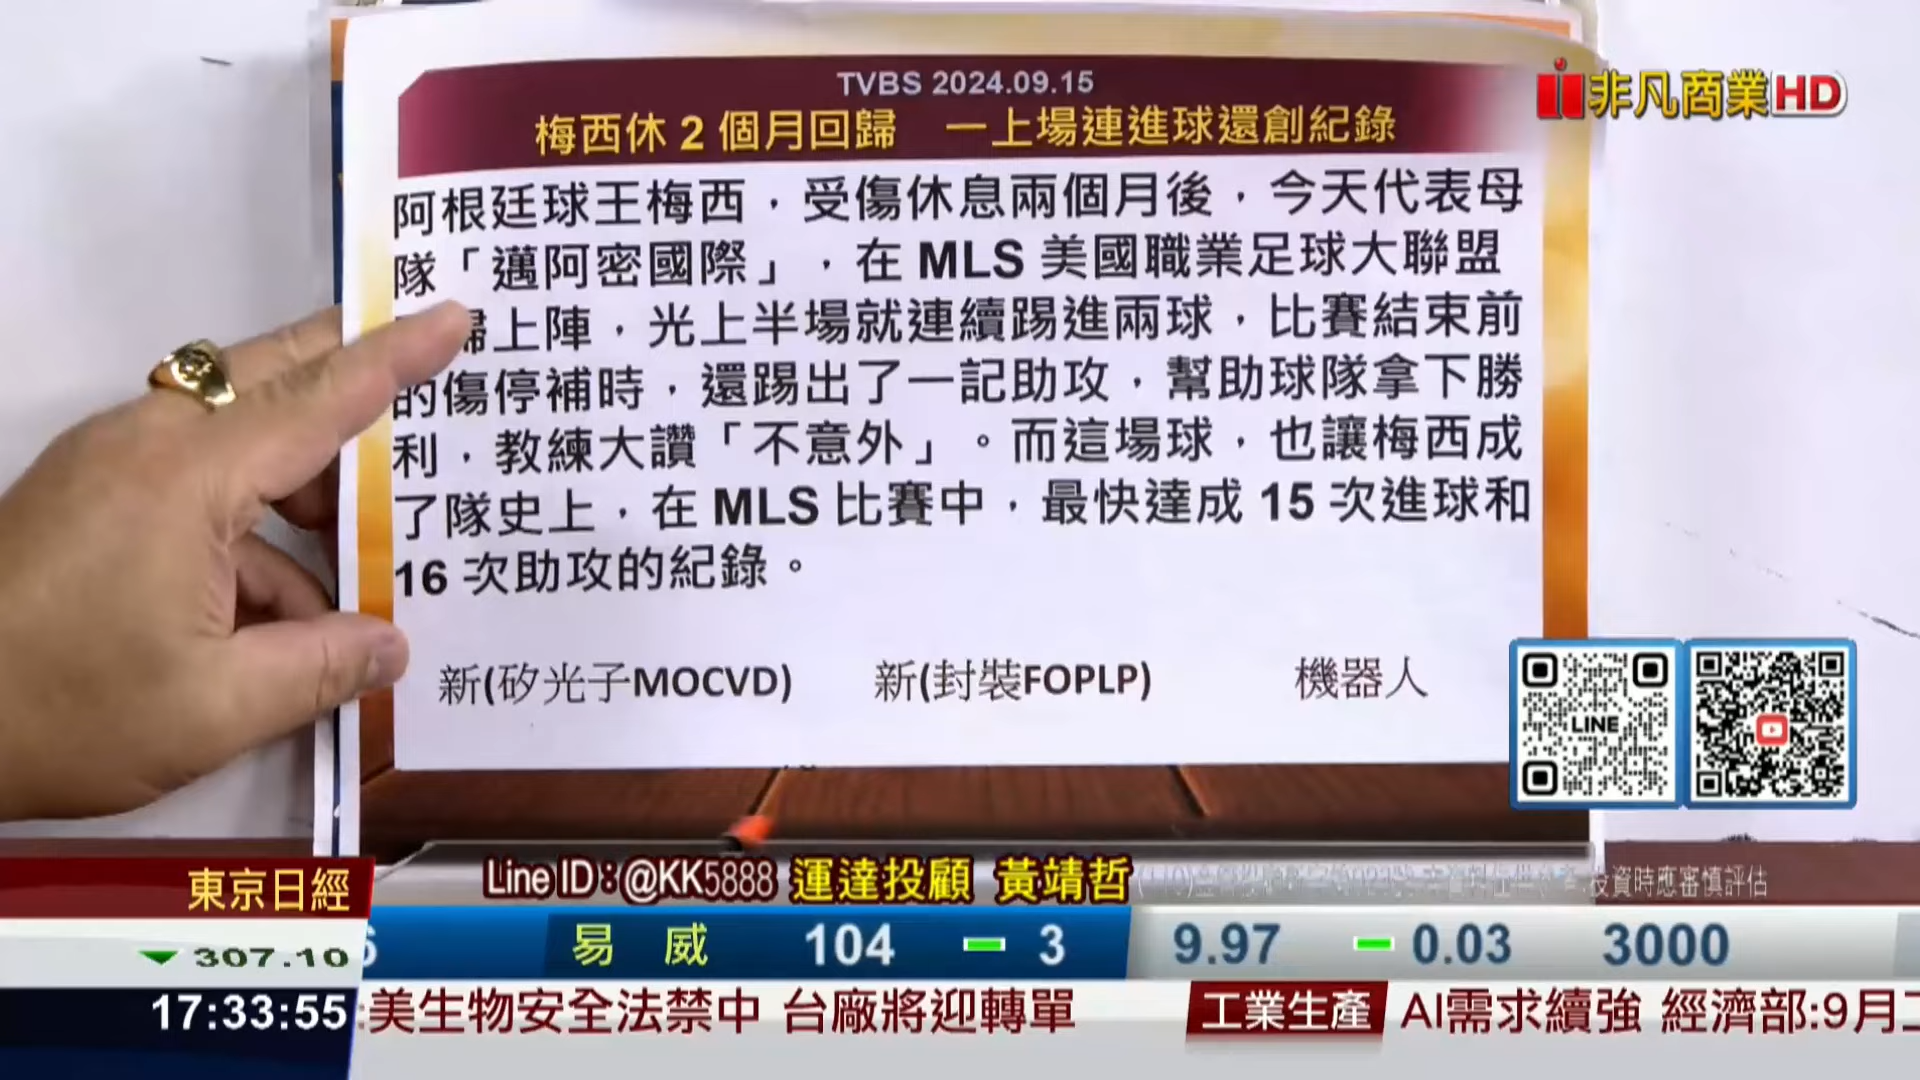 TVBS 2024.09.15
非凡商業HD
梅西休 2 個月回歸 一上場連進球還創紀錄
阿根廷球王梅西，受傷休息兩個月後，今天代表母
隊「邁阿密國際」，在 MLS 美國職業足球大聯盟
歸上陣，光上半場就連續踢進兩球，比賽結束前
的傷停補時，還踢出了一記助攻，幫助球隊拿下勝
利，教練大讚「不意外」。而這場球，也讓梅西成
了隊史上，在 MLS 比賽中，最快達成 15 次進球和
16 次助攻的紀錄。
新(矽光子MOCVD) 新(封裝FOPLP) 機器人
LINE
Line ID：@KK5888 運達投顧 黃靖哲
投資時應審慎評估
東京日經
307.10
6 易 威 104 3 9.97 0.03 3000
17:33:55
:美生物安全法禁中 台廠將迎轉單 工業生產 AI需求續強 經濟部:9月工